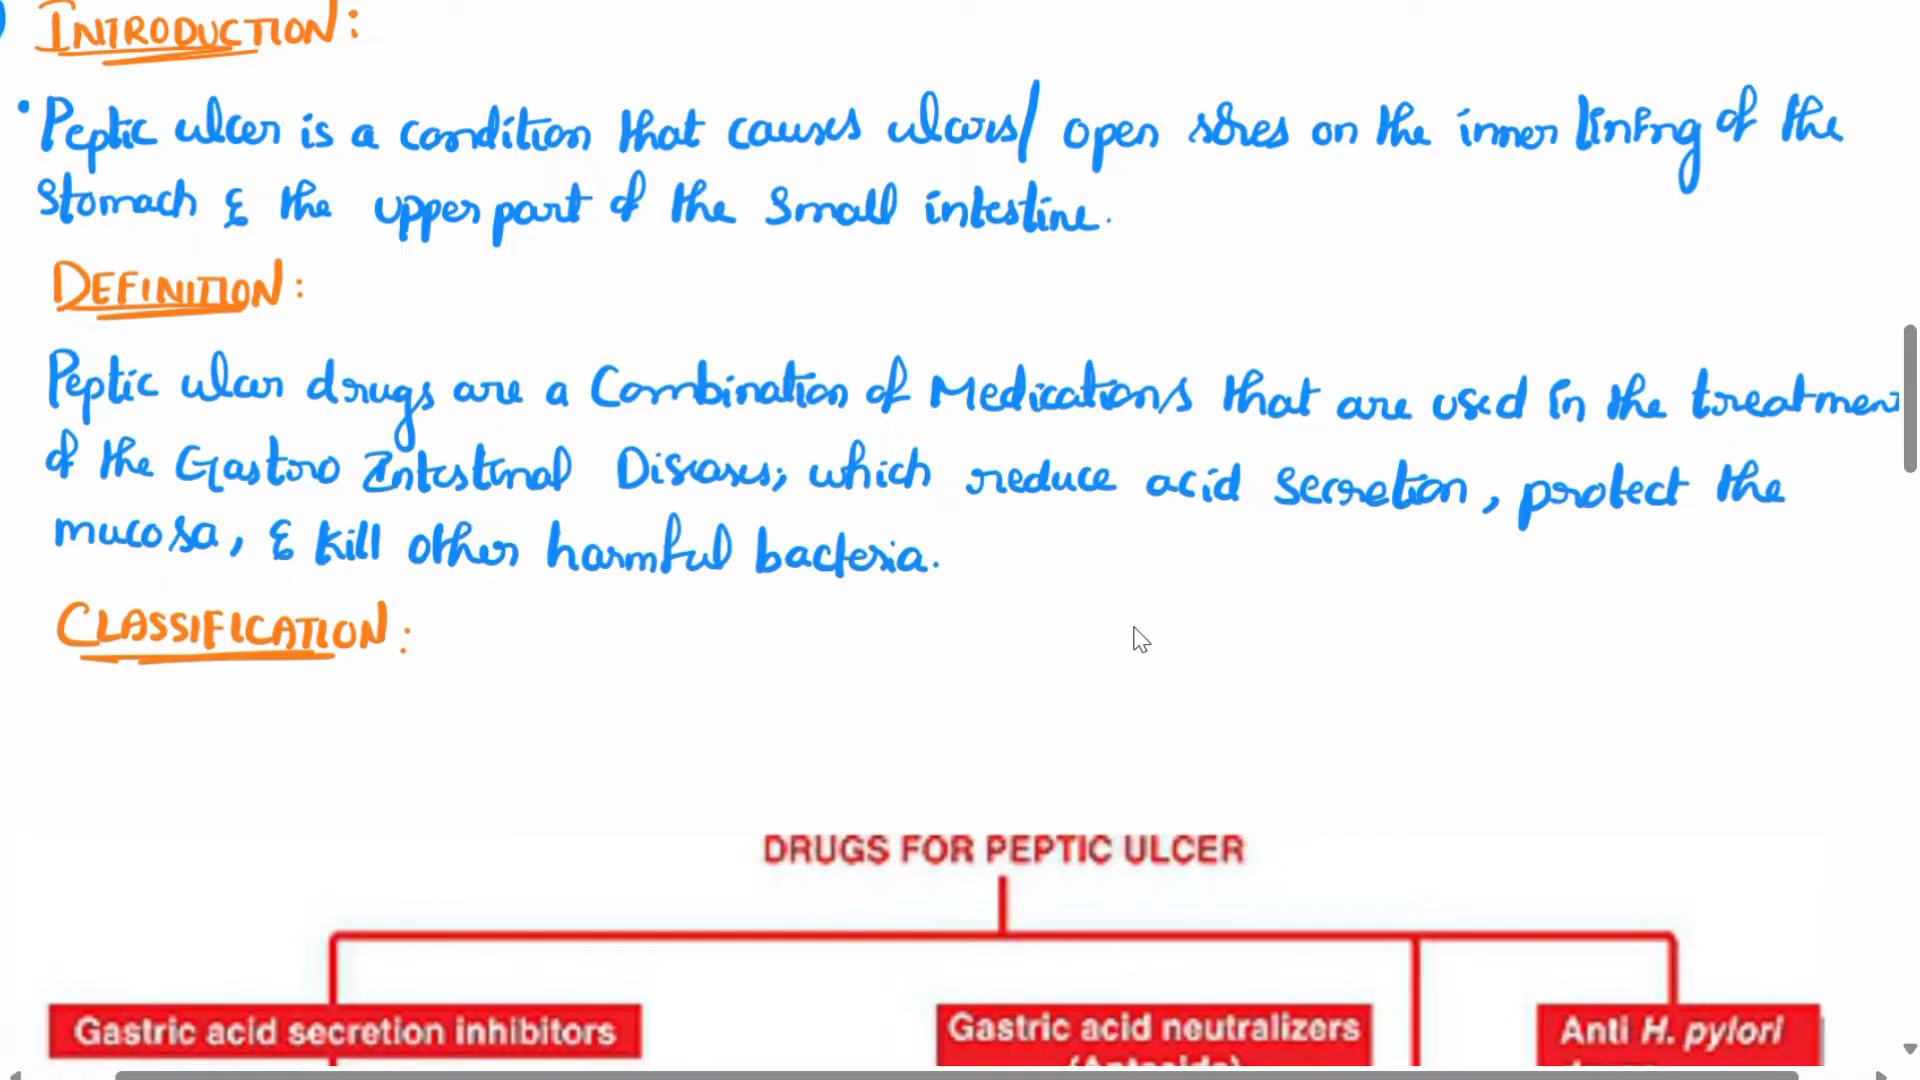 INTRODUCTION:
• Peptic ulcer is a condition that causes ulcers/ open sores on the inner lining of the
stomach & the upper part of the small intestine.
DEFINITION:
Peptic ulcer drugs are a Combination of Medications that are used in the treatmen
of the Gastro Intestinal Diseases, which reduce acid secretion, protect the
mucosa, & kill other harmful bacteria.
CLASSIFICATION:
DRUGS FOR PEPTIC ULCER
Gastric acid secretion inhibitors
Gastric acid neutralizers
Anti H. pylori